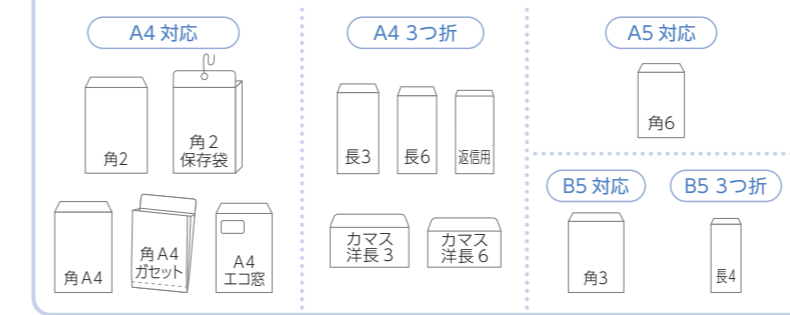 A4 対応
角2
角2
保存袋
角A4
角A4
ガセット
A4
エコ窓
A4 3つ折
長3
長6
返信用
カマス
洋長3
カマス
洋長6
A5 対応
角6
B5 対応
角3
B5 3つ折
長4